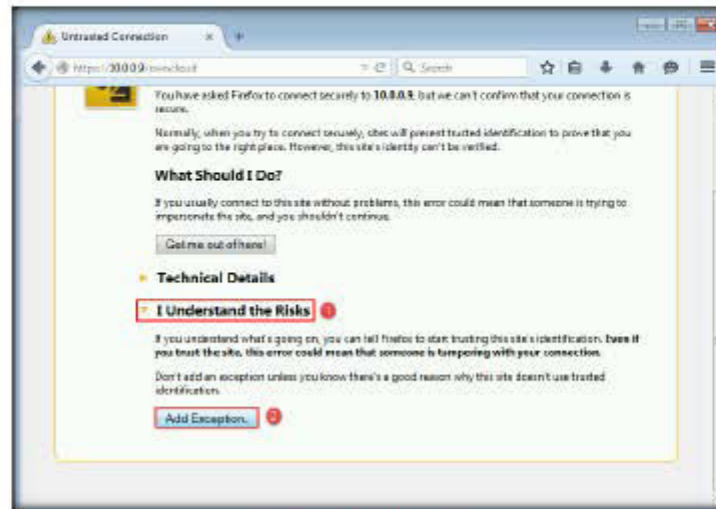 Untrusted Connection
https://10.0.0.9/owncloud
Search
You have asked Firefox to connect securely to 10.0.0.9, but we can't confirm that your connection is
secure.
Normally, when you try to connect securely, sites will present trusted identification to prove that you
are going to the right place. However, this site's identity can't be verified.
What Should I Do?
If you usually connect to this site without problems, this error could mean that someone is trying to
impersonate the site, and you shouldn't continue.
Get me out of here!
Technical Details
I Understand the Risks 1
If you understand what's going on, you can tell Firefox to start trusting this site's identification. Even if
you trust the site, this error could mean that someone is tampering with your connection.
Don't add an exception unless you know there's a good reason why this site doesn't use trusted
identification.
Add Exception... 2